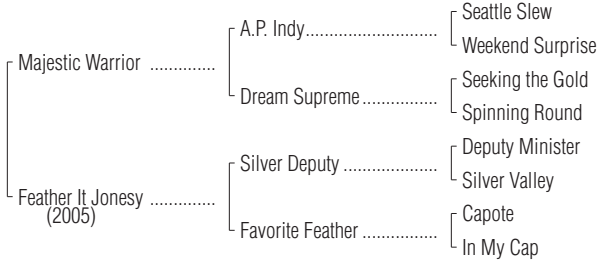 Seattle Slew
A.P. Indy
Weekend Surprise
Majestic Warrior
Seeking the Gold
Dream Supreme
Spinning Round
Deputy Minister
Silver Deputy
Silver Valley
Feather It Jonesy
(2005)
Capote
Favorite Feather
In My Cap